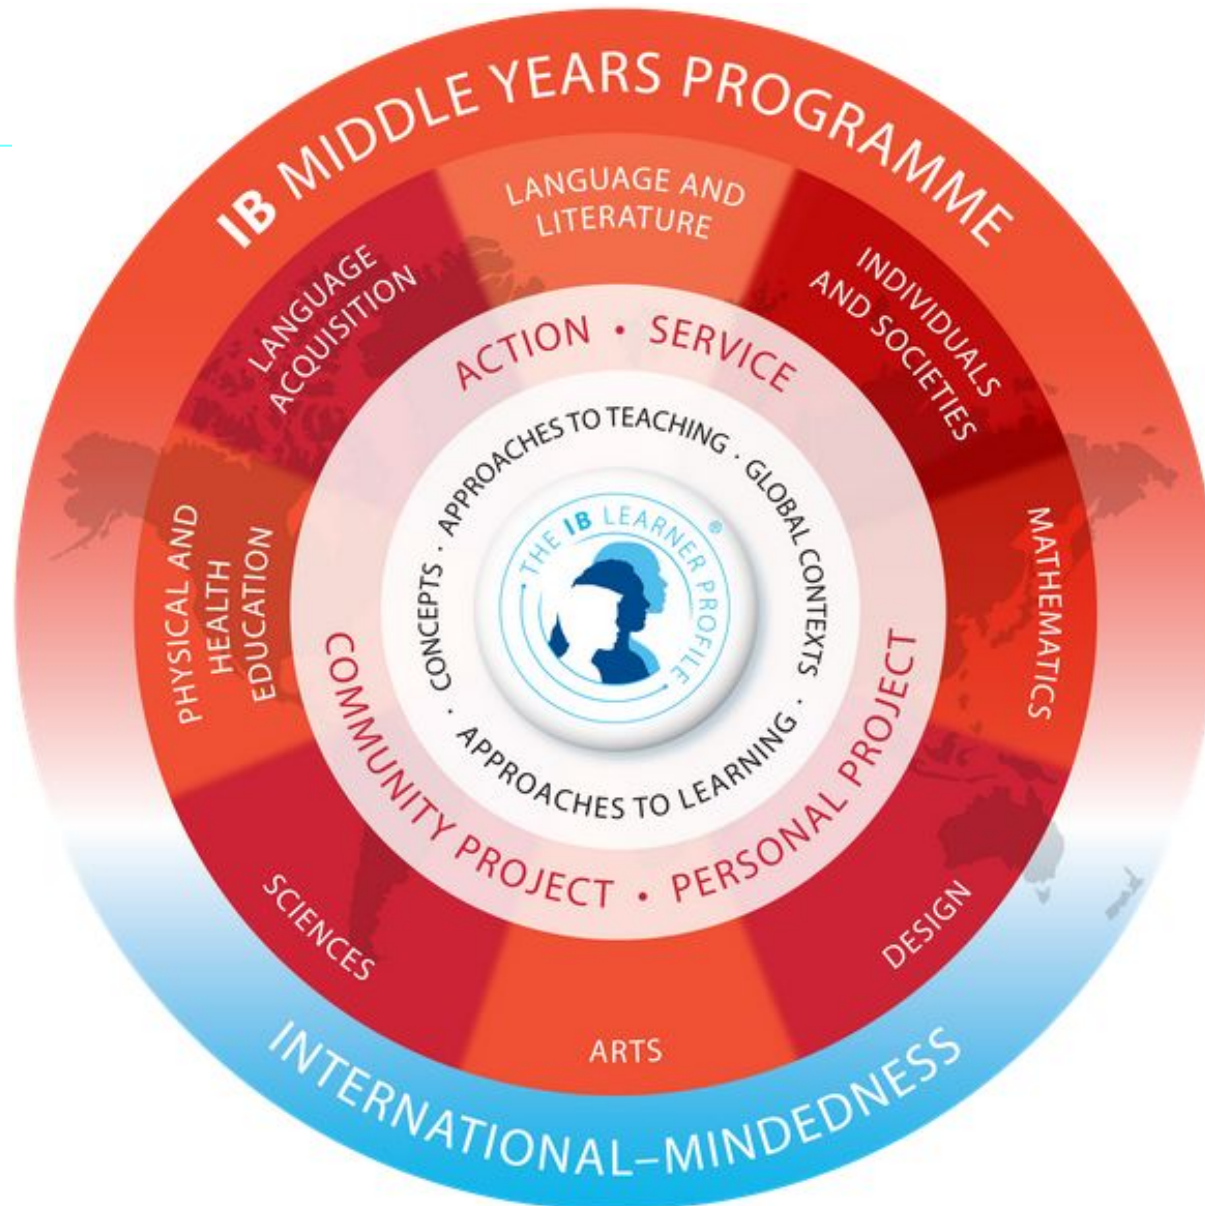 IB MIDDLE YEARS PROGRAMME
LANGUAGE AND
LITERATURE
LANGUAGE
ACQUISITION
INDIVIDUALS
AND SOCIETIES
PHYSICAL AND
HEALTH
EDUCATION
MATHEMATICS
SCIENCES
DESIGN
ARTS
ACTION · SERVICE
COMMUNITY PROJECT · PERSONAL PROJECT
· CONCEPTS · APPROACHES TO TEACHING · GLOBAL CONTEXTS
APPROACHES TO LEARNING ·
THE IB LEARNER PROFILE ®
INTERNATIONAL–MINDEDNESS